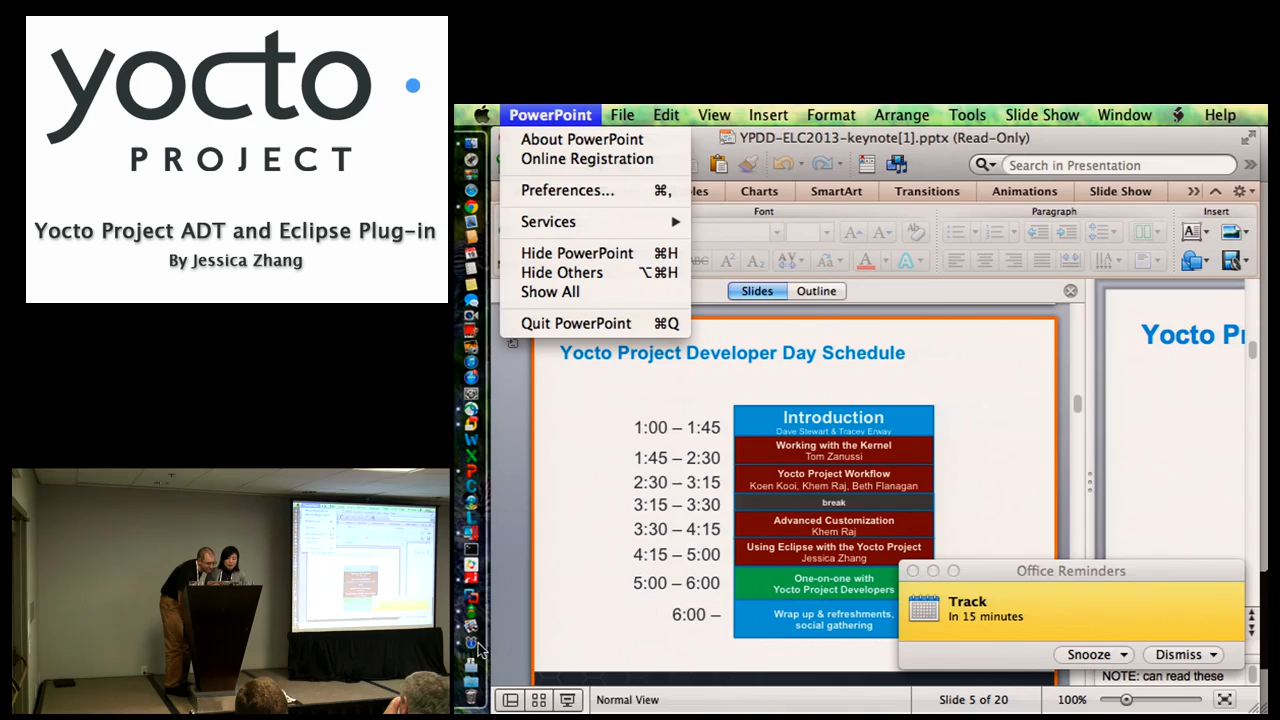 yocto
PROJECT
Yocto Project ADT and Eclipse Plug-in
By Jessica Zhang
PowerPoint File Edit View Insert Format Arrange Tools Slide Show Window Help
About PowerPoint
Online Registration
Preferences... ⌘,
Services ▶
Hide PowerPoint ⌘H
Hide Others ⌥⌘H
Show All
Quit PowerPoint ⌘Q
YPDD-ELC2013-keynote[1].pptx (Read-Only)
Search in Presentation
Charts SmartArt Transitions Animations Slide Show
Font Paragraph Insert
Slides Outline
Yocto Project Developer Day Schedule
1:00 – 1:45 Introduction
Dave Stewart & Tracey Erway
1:45 – 2:30 Working with the Kernel
Tom Zanussi
2:30 – 3:15 Yocto Project Workflow
Koen Kooi, Khem Raj, Beth Flanagan
3:15 – 3:30 break
3:30 – 4:15 Advanced Customization
Khem Raj
4:15 – 5:00 Using Eclipse with the Yocto Project
Jessica Zhang
5:00 – 6:00 One-on-one with
Yocto Project Developers
6:00 – Wrap up & refreshments,
social gathering
Yocto Pr
Office Reminders
Track
In 15 minutes
Snooze Dismiss
NOTE: can read these
Normal View Slide 5 of 20 100%